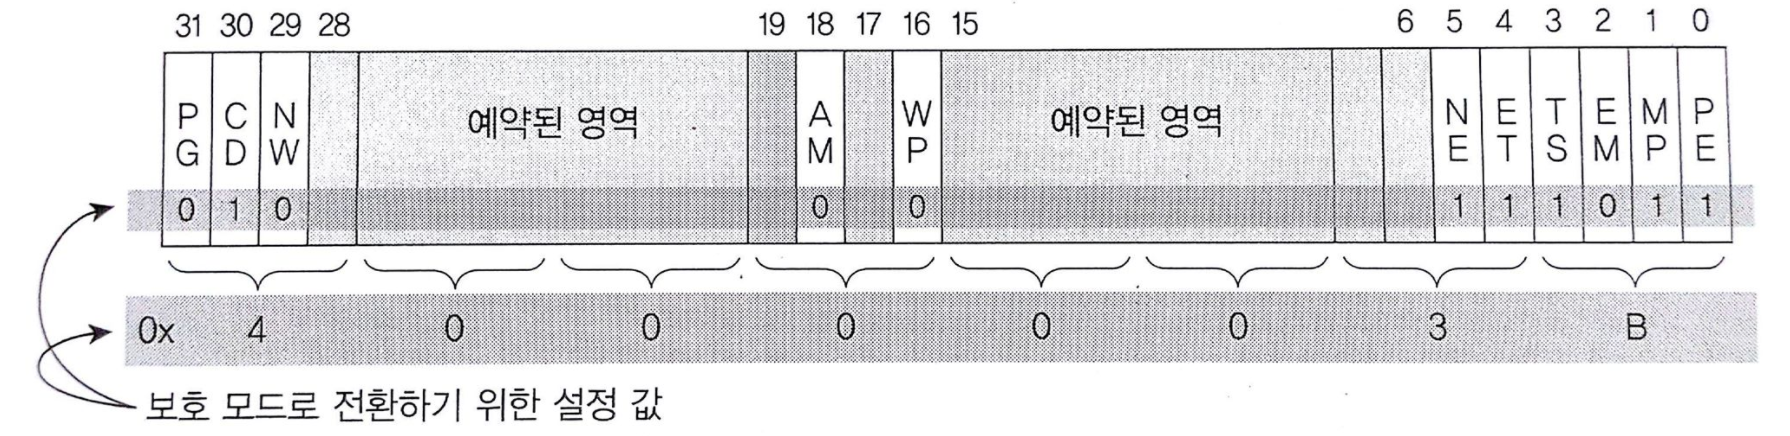 31 30 29 28 19 18 17 16 15 6 5 4 3 2 1 0
PG CD NW 예약된 영역 AM WP 예약된 영역 NE ET TS EM MP PE
0 1 0 0 0 1 1 1 0 1 1
0x 4 0 0 0 0 0 3 B
보호 모드로 전환하기 위한 설정 값